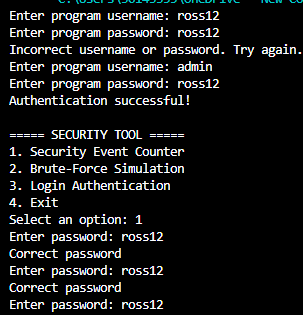 Enter program username: ross12
Enter program password: ross12
Incorrect username or password. Try again.
Enter program username: admin
Enter program password: ross12
Authentication successful!
===== SECURITY TOOL =====
1. Security Event Counter
2. Brute-Force Simulation
3. Login Authentication
4. Exit
Select an option: 1
Enter password: ross12
Correct password
Enter password: ross12
Correct password
Enter password: ross12